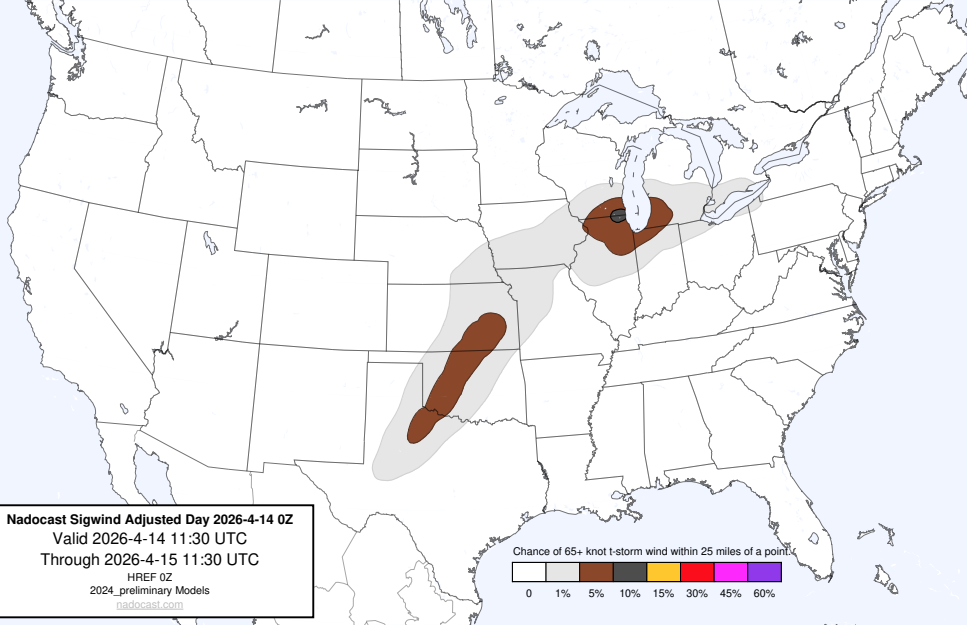 Nadocast Sigwind Adjusted Day 2026-4-14 0Z
Valid 2026-4-14 11:30 UTC
Through 2026-4-15 11:30 UTC
HREF 0Z
2024_preliminary Models
nadocast.com
Chance of 65+ knot t-storm wind within 25 miles of a point.
0 1% 5% 10% 15% 30% 45% 60%